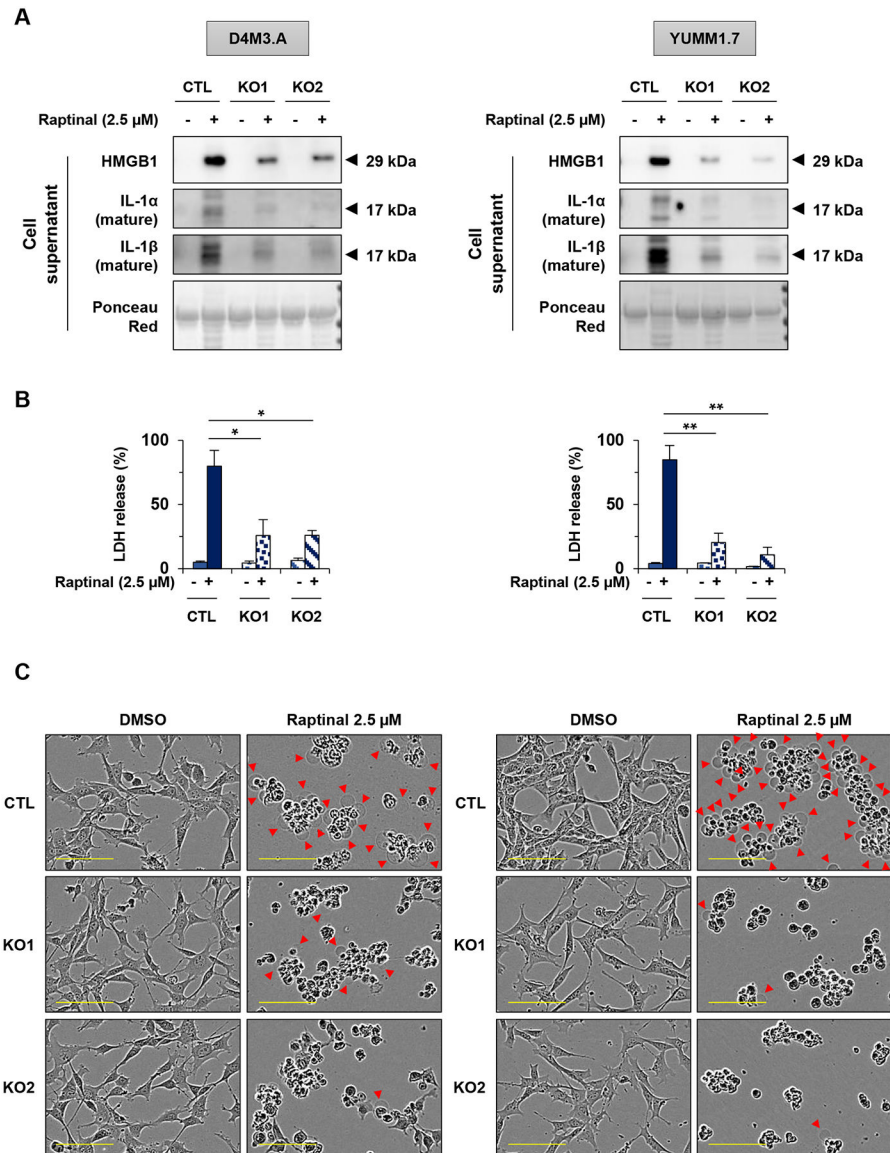 A
D4M3.A
YUMM1.7
CTL KO1 KO2
CTL KO1 KO2
Raptinal (2.5 µM) - + - + - +
Raptinal (2.5 µM) - + - + - +
Cell supernatant
HMGB1 29 kDa
IL-1α (mature) 17 kDa
IL-1β (mature) 17 kDa
Ponceau Red
Cell supernatant
HMGB1 29 kDa
IL-1α (mature) 17 kDa
IL-1β (mature) 17 kDa
Ponceau Red
B
LDH release (%)
100
50
0
*
*
Raptinal (2.5 µM) - + - + - +
CTL KO1 KO2
LDH release (%)
100
50
0
**
**
Raptinal (2.5 µM) - + - + - +
CTL KO1 KO2
C
DMSO Raptinal 2.5 µM
DMSO Raptinal 2.5 µM
CTL
CTL
KO1
KO1
KO2
KO2